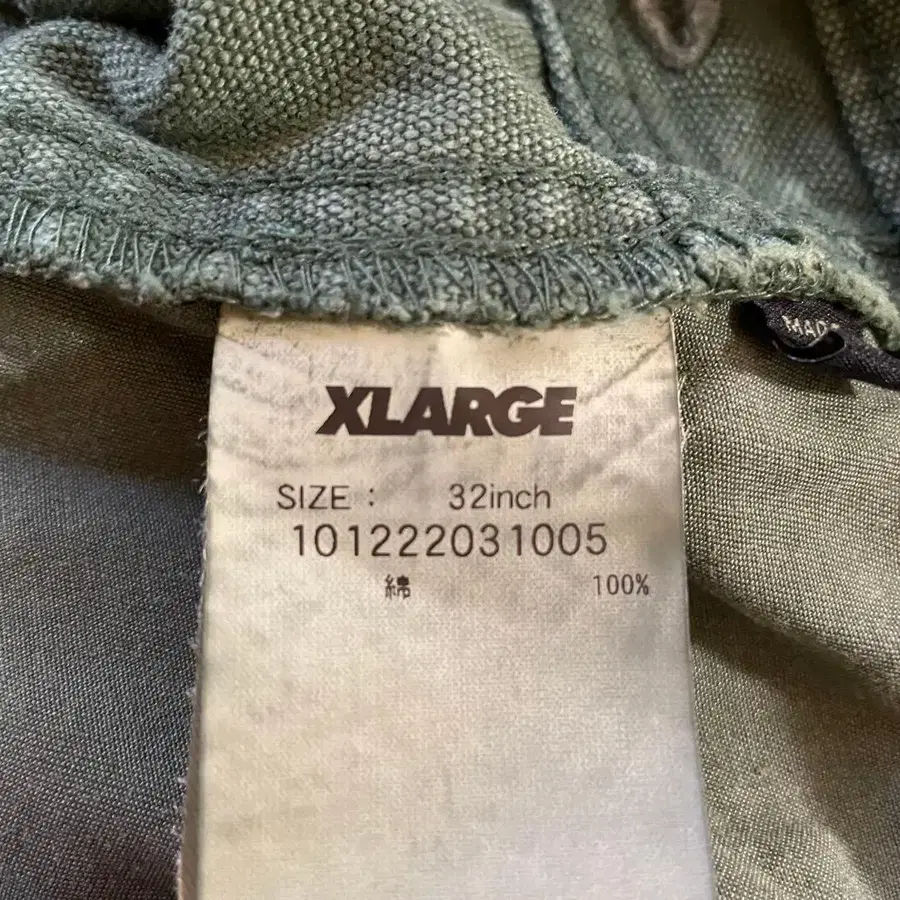 XLARGE
SIZE : 32inch
101222031005
綿 100%